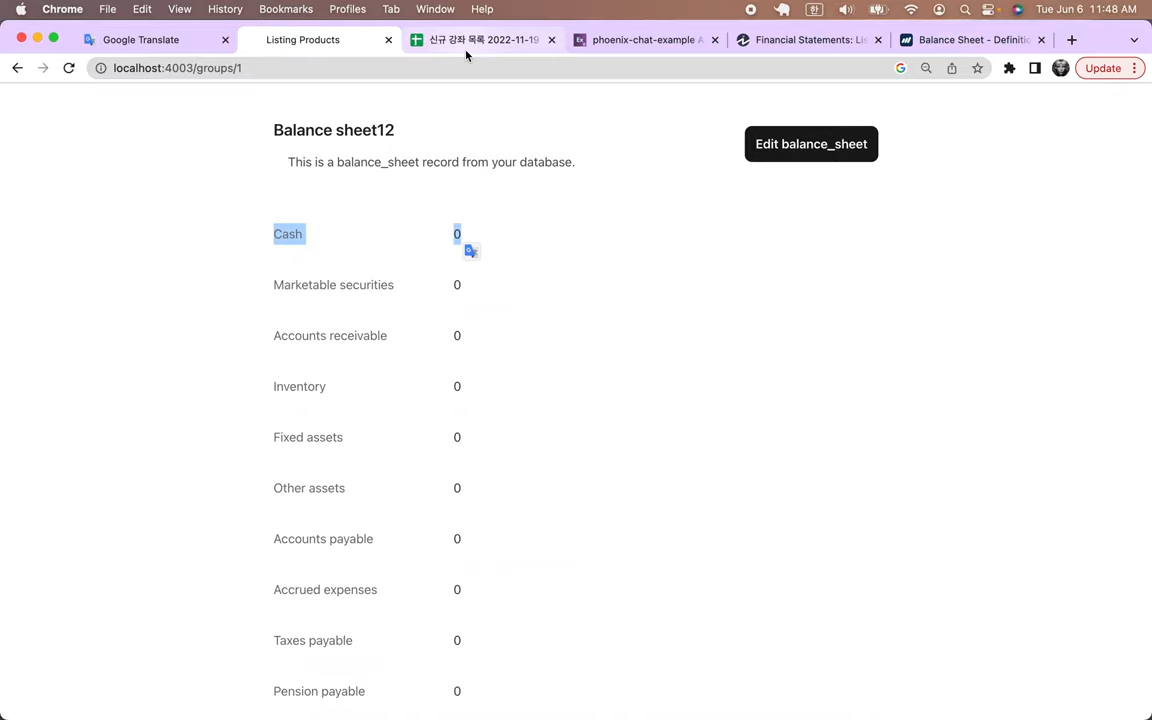 Chrome File Edit View History Bookmarks Profiles Tab Window Help 한 Tue Jun 6 11:48 AM
Google Translate Listing Products 신규 강좌 목록 2022-11-19 phoenix-chat-example Financial Statements: Balance Sheet - Definitio
localhost:4003/groups/1 Update
Balance sheet12
Edit balance_sheet
This is a balance_sheet record from your database.
Cash 0
Marketable securities 0
Accounts receivable 0
Inventory 0
Fixed assets 0
Other assets 0
Accounts payable 0
Accrued expenses 0
Taxes payable 0
Pension payable 0